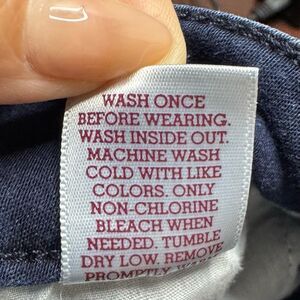 WASH ONCE
BEFORE WEARING.
WASH INSIDE OUT.
MACHINE WASH
COLD WITH LIKE
COLORS. ONLY
NON-CHLORINE
BLEACH WHEN
NEEDED. TUMBLE
DRY LOW, REMOVE
PROMPTLY.